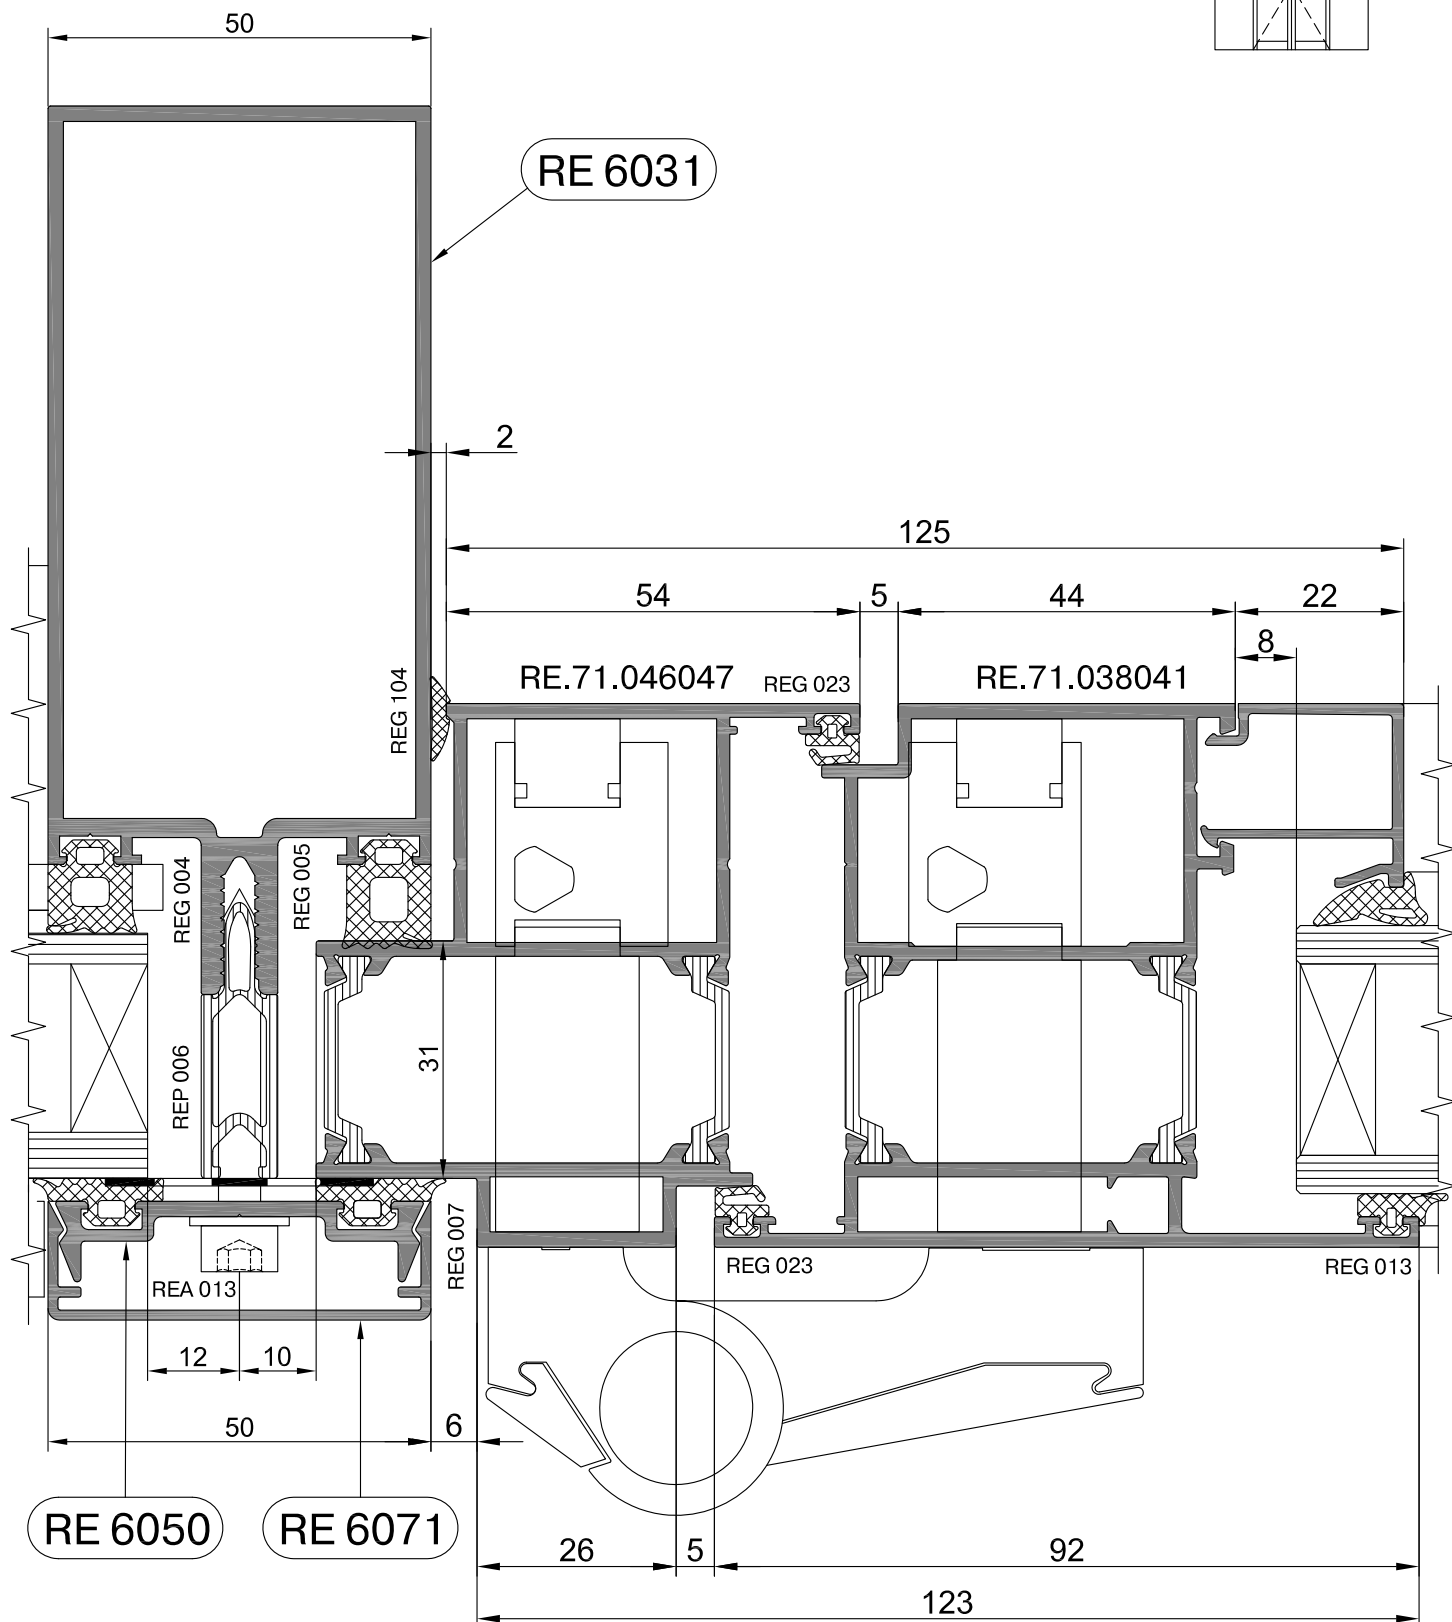 50
RE 6031
2
125
54
5
44
22
8
RE.71.046047
REG 023
RE.71.038041
REG 104
REG 004
REG 005
31
REP 006
REG 007
REA 013
REG 023
REG 013
12
10
50
6
RE 6050
RE 6071
26
5
92
123